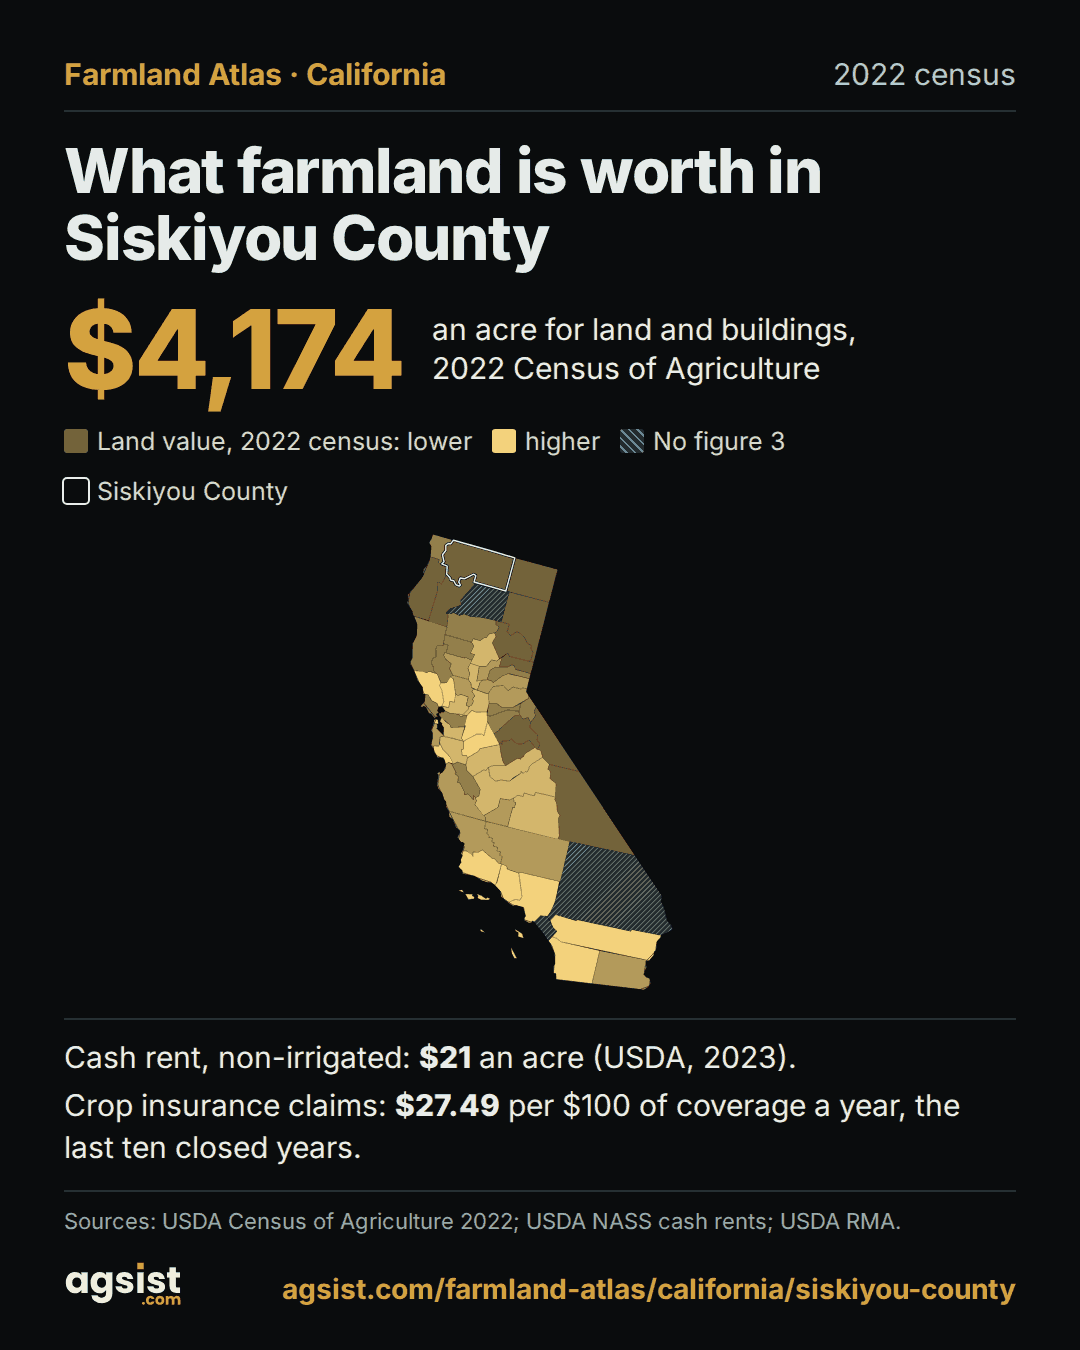 Farmland Atlas · California
2022 census
What farmland is worth in
Siskiyou County
$4,174
an acre for land and buildings,
2022 Census of Agriculture
Land value, 2022 census: lower higher No figure 3
Siskiyou County
Cash rent, non-irrigated: $21 an acre (USDA, 2023).
Crop insurance claims: $27.49 per $100 of coverage a year, the
last ten closed years.
Sources: USDA Census of Agriculture 2022; USDA NASS cash rents; USDA RMA.
agsist
.com
agsist.com/farmland-atlas/california/siskiyou-county